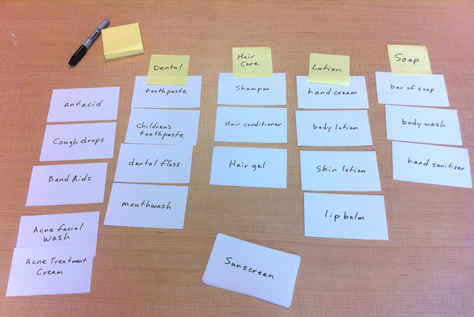 antacid
Cough drops
Band Aids
Acne facial
wash
Acne Treatment
Cream
Dental
toothpaste
Children's
toothpaste
dental floss
mouthwash
Hair
Care
Shampoo
Hair conditioner
Hair gel
Lotion
hand cream
body lotion
Skin lotion
lip balm
Soap
bar of soap
body wash
hand sanitizer
Sunscreen